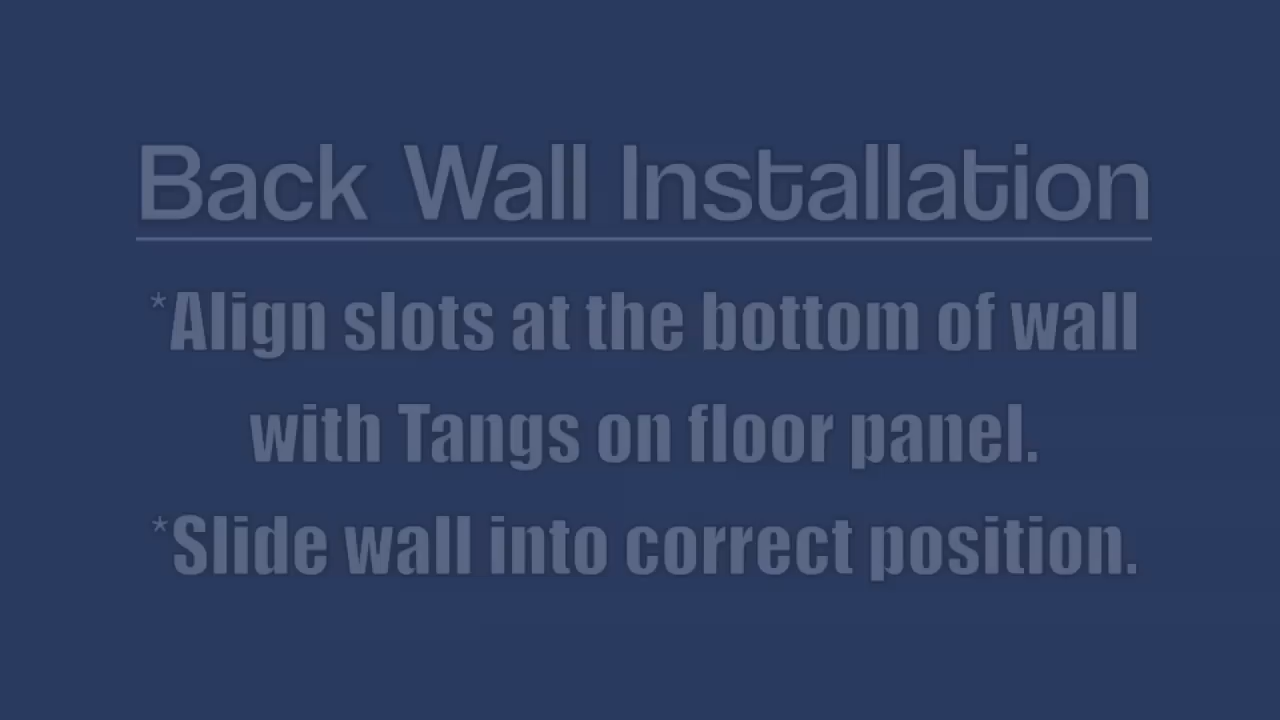 Back Wall Installation
*Align slots at the bottom of wall
with Tangs on floor panel.
*Slide wall into correct position.